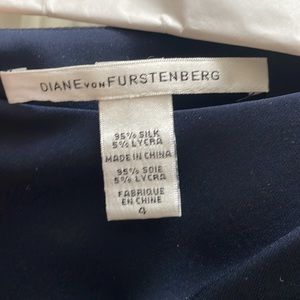 DIANE VON FURSTENBERG
95% SILK
5% LYCRA
MADE IN CHINA
95% SOIE
5% LYCRA
FABRIQUE
EN CHINE
4